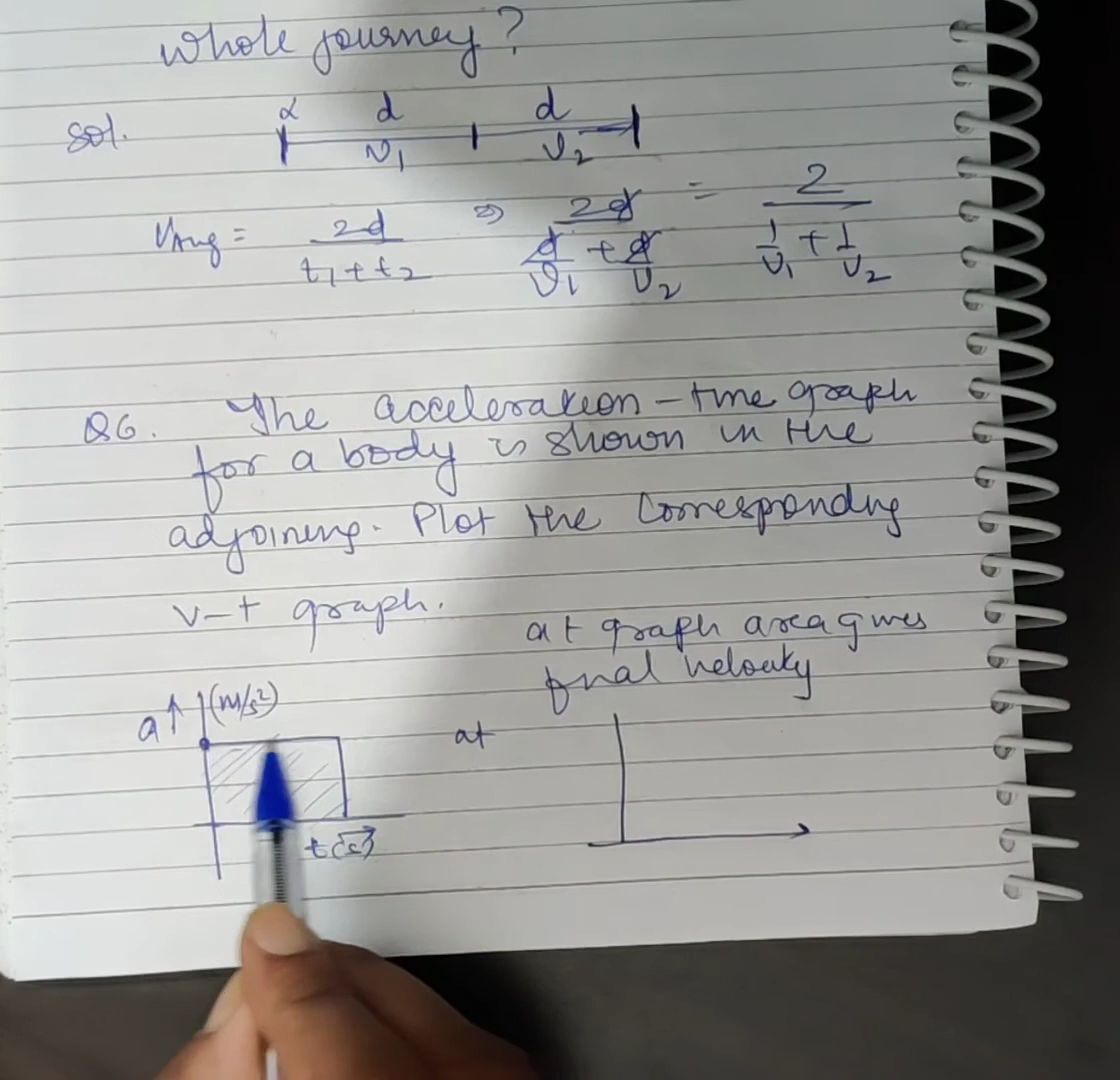 Whole journey?
Sol. α d d
v₁ v₂
VAvg = 2d / t₁+t₂ ⇒ 2d / d/v₁ + d/v₂ = 2 / 1/v₁ + 1/v₂
Q6. The acceleration-time graph
for a body is shown in the
adjoining. Plot the corresponding
v-t graph.
at graph area gives
final velocity
a↑ (m/s²)
at
t(s)